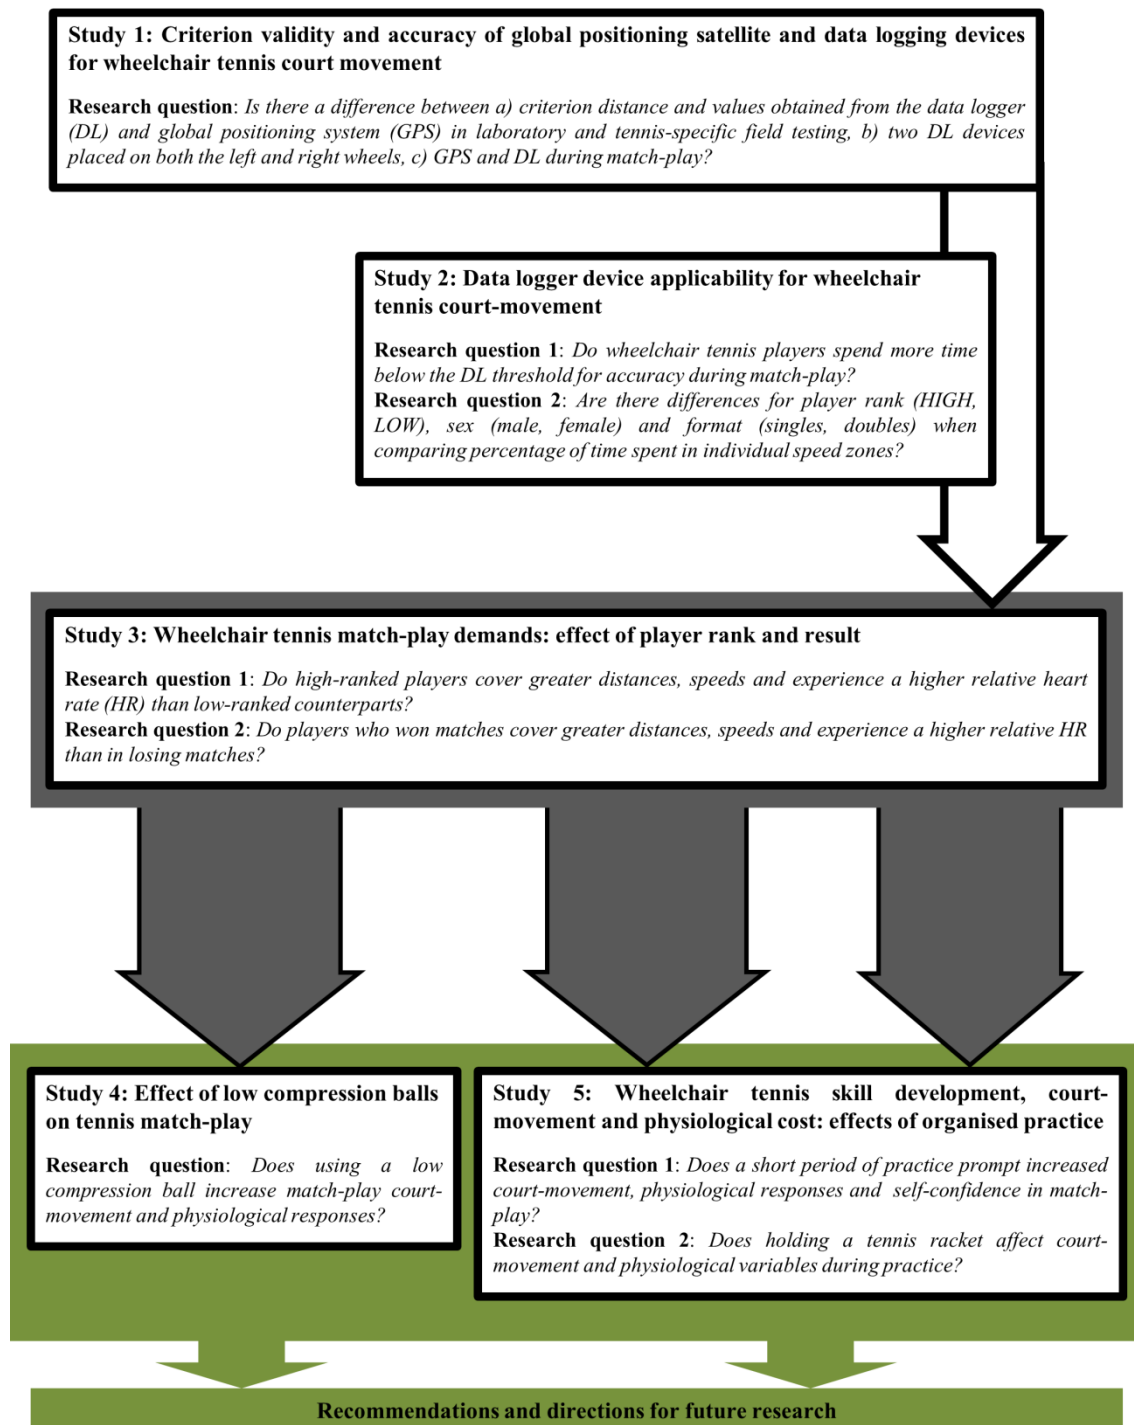 Study 1: Criterion validity and accuracy of global positioning satellite and data logging devices
for wheelchair tennis court movement
Research question: Is there a difference between a) criterion distance and values obtained from the data logger
(DL) and global positioning system (GPS) in laboratory and tennis-specific field testing, b) two DL devices
placed on both the left and right wheels, c) GPS and DL during match-play?
Study 2: Data logger device applicability for wheelchair
tennis court-movement
Research question 1: Do wheelchair tennis players spend more time
below the DL threshold for accuracy during match-play?
Research question 2: Are there differences for player rank (HIGH,
LOW), sex (male, female) and format (singles, doubles) when
comparing percentage of time spent in individual speed zones?
Study 3: Wheelchair tennis match-play demands: effect of player rank and result
Research question 1: Do high-ranked players cover greater distances, speeds and experience a higher relative heart
rate (HR) than low-ranked counterparts?
Research question 2: Do players who won matches cover greater distances, speeds and experience a higher relative HR
than in losing matches?
Study 4: Effect of low compression balls
on tennis match-play
Research question: Does using a low
compression ball increase match-play court-
movement and physiological responses?
Study 5: Wheelchair tennis skill development, court-
movement and physiological cost: effects of organised practice
Research question 1: Does a short period of practice prompt increased
court-movement, physiological responses and self-confidence in match-
play?
Research question 2: Does holding a tennis racket affect court-
movement and physiological variables during practice?
Recommendations and directions for future research